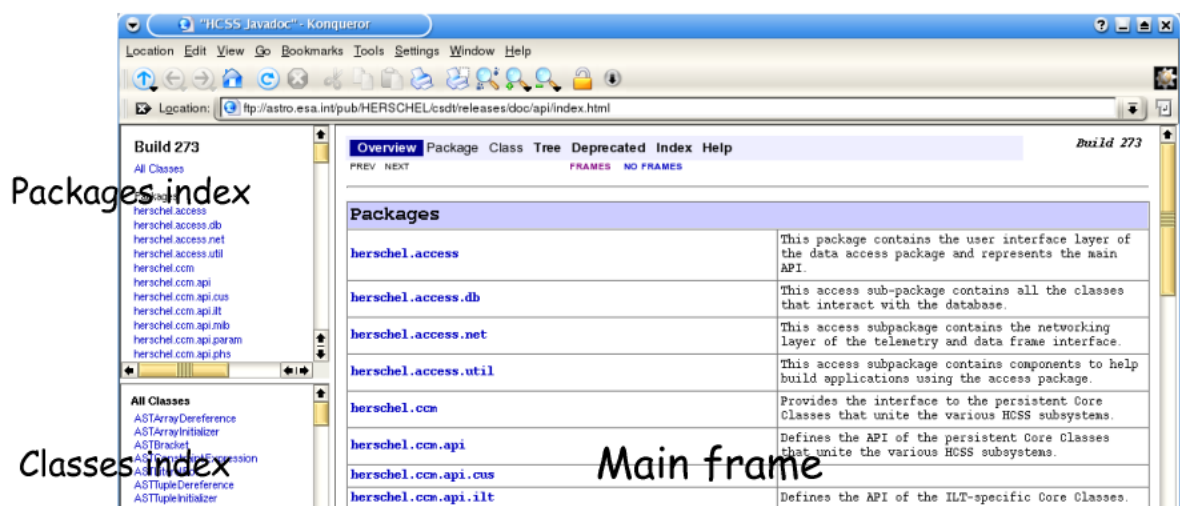 "HCSS Javadoc" - Konqueror
Location Edit View Go Bookmarks Tools Settings Window Help
Location: ftp://astro.esa.int/pub/HERSCHEL/csdt/releases/doc/api/index.html
Build 273
All Classes
Packages
Packages index
herschel.access
herschel.access.db
herschel.access.net
herschel.access.util
herschel.ccm
herschel.ccm.api
herschel.ccm.api.cus
herschel.ccm.api.ilt
herschel.ccm.api.mib
herschel.ccm.api.param
herschel.ccm.api.phs
All Classes
ASTArrayDereference
ASTArrayInitializer
ASTBracket
Classes index
ASTTupleDereference
ASTTupleInitializer
Overview Package Class Tree Deprecated Index Help
Build 273
PREV NEXT FRAMES NO FRAMES
Packages
herschel.access
This package contains the user interface layer of
the data access package and represents the main
API.
herschel.access.db
This access sub-package contains all the classes
that interact with the database.
herschel.access.net
This access subpackage contains the networking
layer of the telemetry and data frame interface.
herschel.access.util
This access subpackage contains components to help
build applications using the access package.
herschel.ccm
Provides the interface to the persistent Core
Classes that unite the various HCSS subsystems.
herschel.ccm.api
Defines the API of the persistent Core Classes
that unite the various HCSS subsystems.
Main frame
herschel.ccm.api.cus
herschel.ccm.api.ilt
Defines the API of the ILT-specific Core Classes.